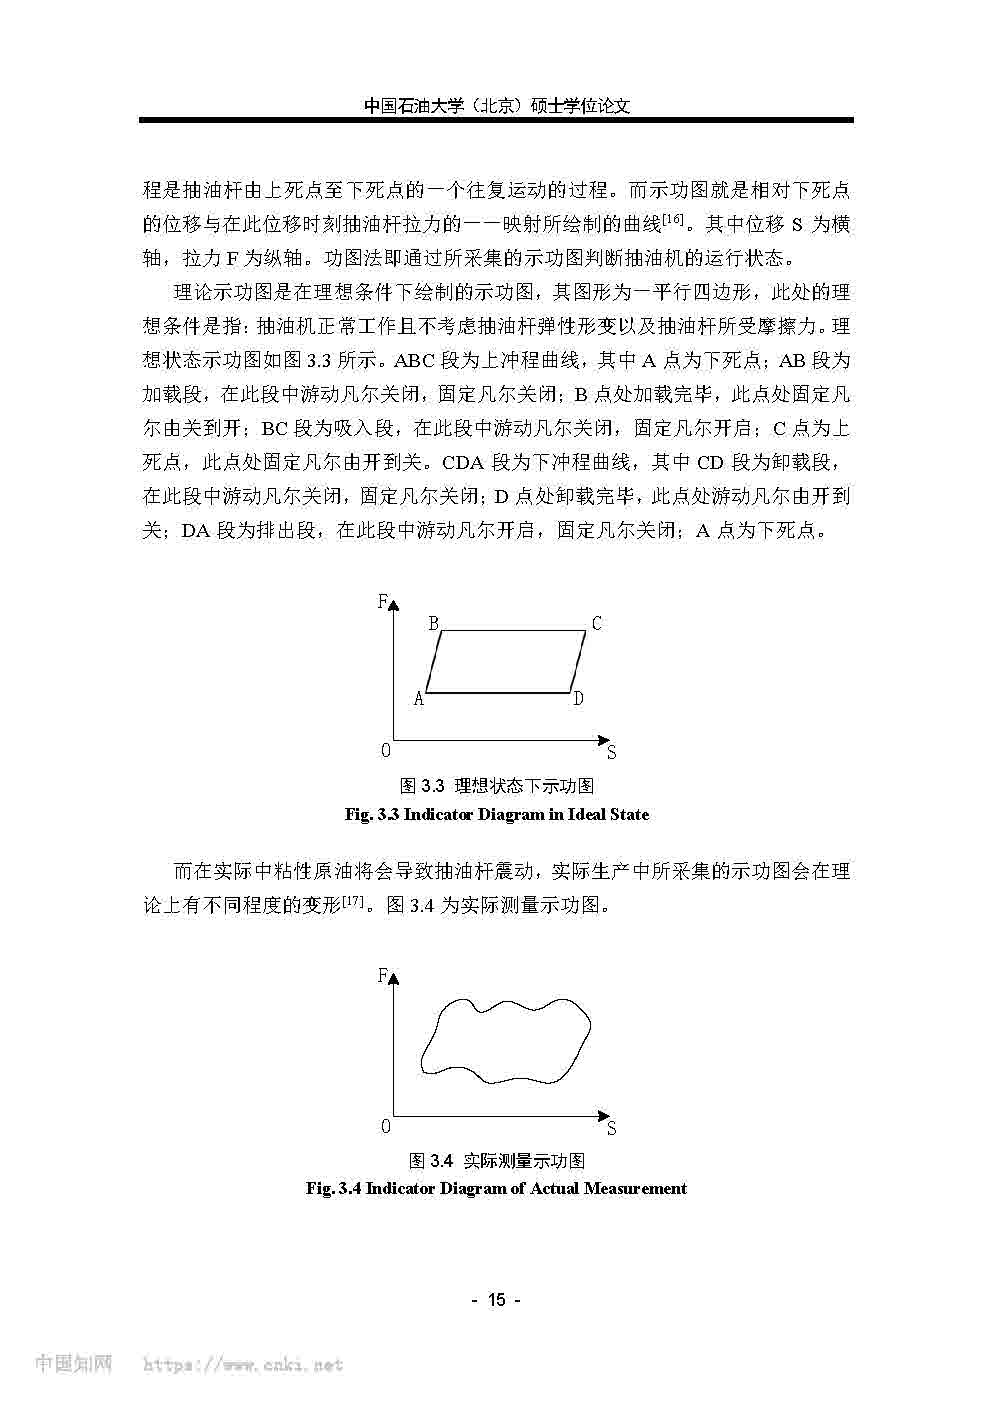 中国石油大学（北京）硕士学位论文
程是抽油杆由上死点至下死点的一个往复运动的过程。而示功图就是相对下死点
的位移与在此位移时刻抽油杆拉力的一一映射所绘制的曲线[16]。其中位移 S 为横
轴，拉力 F 为纵轴。功图法即通过所采集的示功图判断抽油机的运行状态。
理论示功图是在理想条件下绘制的示功图，其图形为一平行四边形，此处的理
想条件是指：抽油机正常工作且不考虑抽油杆弹性形变以及抽油杆所受摩擦力。理
想状态示功图如图 3.3 所示。ABC 段为上冲程曲线，其中 A 点为下死点；AB 段为
加载段，在此段中游动凡尔关闭，固定凡尔关闭；B 点处加载完毕，此点处固定凡
尔由关到开；BC 段为吸入段，在此段中游动凡尔关闭，固定凡尔开启；C 点为上
死点，此点处固定凡尔由开到关。CDA 段为下冲程曲线，其中 CD 段为卸载段，
在此段中游动凡尔关闭，固定凡尔关闭；D 点处卸载完毕，此点处游动凡尔由开到
关；DA 段为排出段，在此段中游动凡尔开启，固定凡尔关闭；A 点为下死点。
F
B
C
A
D
O
S
图 3.3 理想状态下示功图
Fig. 3.3 Indicator Diagram in Ideal State
而在实际中粘性原油将会导致抽油杆震动，实际生产中所采集的示功图会在理
论上有不同程度的变形[17]。图 3.4 为实际测量示功图。
F
O
S
图 3.4 实际测量示功图
Fig. 3.4 Indicator Diagram of Actual Measurement
- 15 -
中国知网 https://www.cnki.net